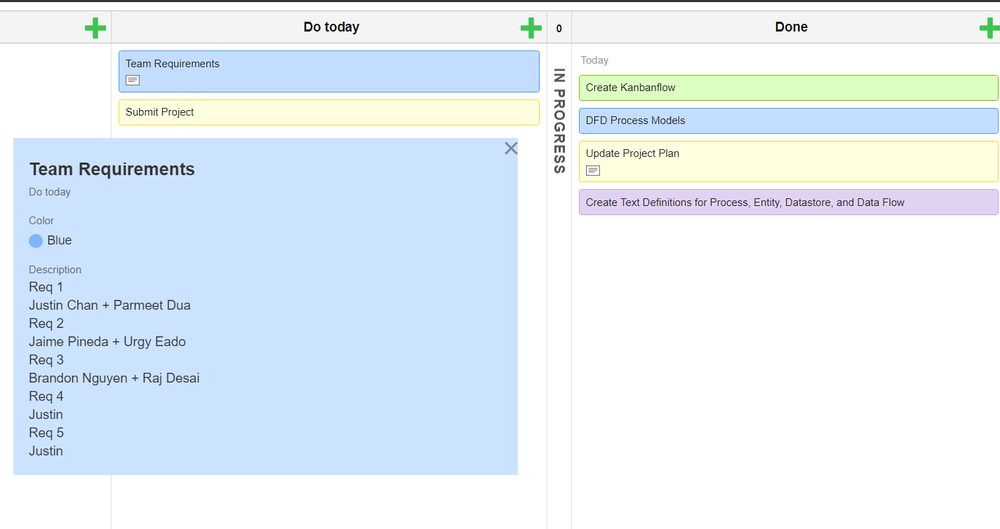 Do today
0
Done
Team Requirements
Submit Project
IN PROGRESS
Today
Create Kanbanflow
DFD Process Models
Update Project Plan
Create Text Definitions for Process, Entity, Datastore, and Data Flow
Team Requirements
Do today
Color
Blue
Description
Req 1
Justin Chan + Parmeet Dua
Req 2
Jaime Pineda + Urgy Eado
Req 3
Brandon Nguyen + Raj Desai
Req 4
Justin
Req 5
Justin